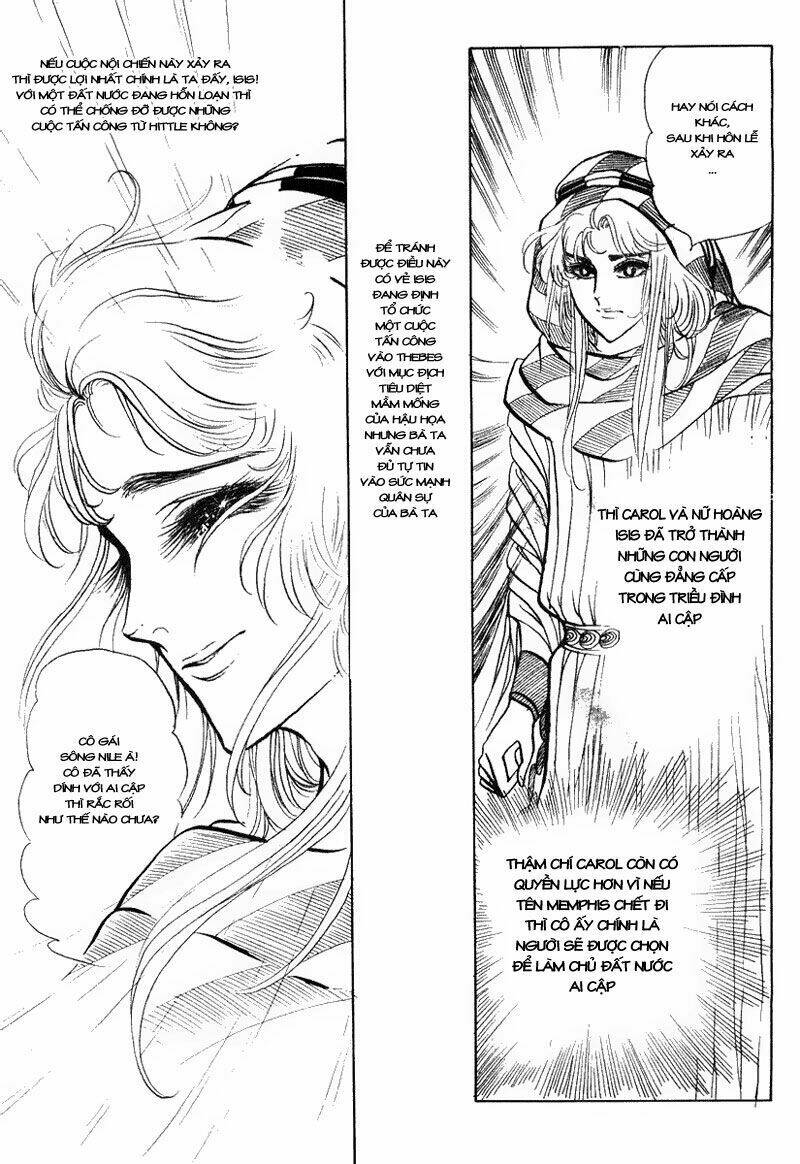 HAY NÓI CÁCH
KHÁC,
SAU KHI HÔN LỄ
XẢY RA
...
THÌ CAROL VÀ NỮ HOÀNG
ISIS ĐÃ TRỞ THÀNH
NHỮNG CON NGƯỜI
CÙNG ĐẲNG CẤP
TRONG TRIỀU ĐÌNH
AI CẬP
THẬM CHÍ CAROL CÒN CÓ
QUYỀN LỰC HƠN VÌ NẾU
TÊN MEMPHIS CHẾT ĐI
THÌ CÔ ẤY CHÍNH LÀ
NGƯỜI SẼ ĐƯỢC CHỌN
ĐỂ LÀM CHỦ ĐẤT NƯỚC
AI CẬP
ĐỂ TRÁNH
ĐƯỢC ĐIỀU NÀY
CÓ VẺ ISIS
ĐANG ĐỊNH
TỔ CHỨC
MỘT CUỘC
TẤN CÔNG
VÀO THEBES
VỚI MỤC ĐỊCH
TIÊU DIỆT
MẦM MỐNG
CỦA HẬU HỌA
NHƯNG BÀ TA
VẪN CHƯA
ĐỦ TỰ TIN
VÀO SỨC MẠNH
QUÂN SỰ
CỦA BÀ TA
NẾU CUỘC NỘI CHIẾN NÀY XẢY RA
THÌ ĐƯỢC LỢI NHẤT CHÍNH LÀ TA ĐẤY, ISIS!
VỚI MỘT ĐẤT NƯỚC ĐANG HỖN LOẠN THÌ
CÓ THỂ CHỐNG ĐỠ ĐƯỢC NHỮNG
CUỘC TẤN CÔNG TỪ HITTLE KHÔNG?
CÔ GÁI
SÔNG NILE À!
CÔ ĐÃ THẤY
DÍNH VỚI AI CẬP
THÌ RẮC RỐI
NHƯ THẾ NÀO CHƯA?